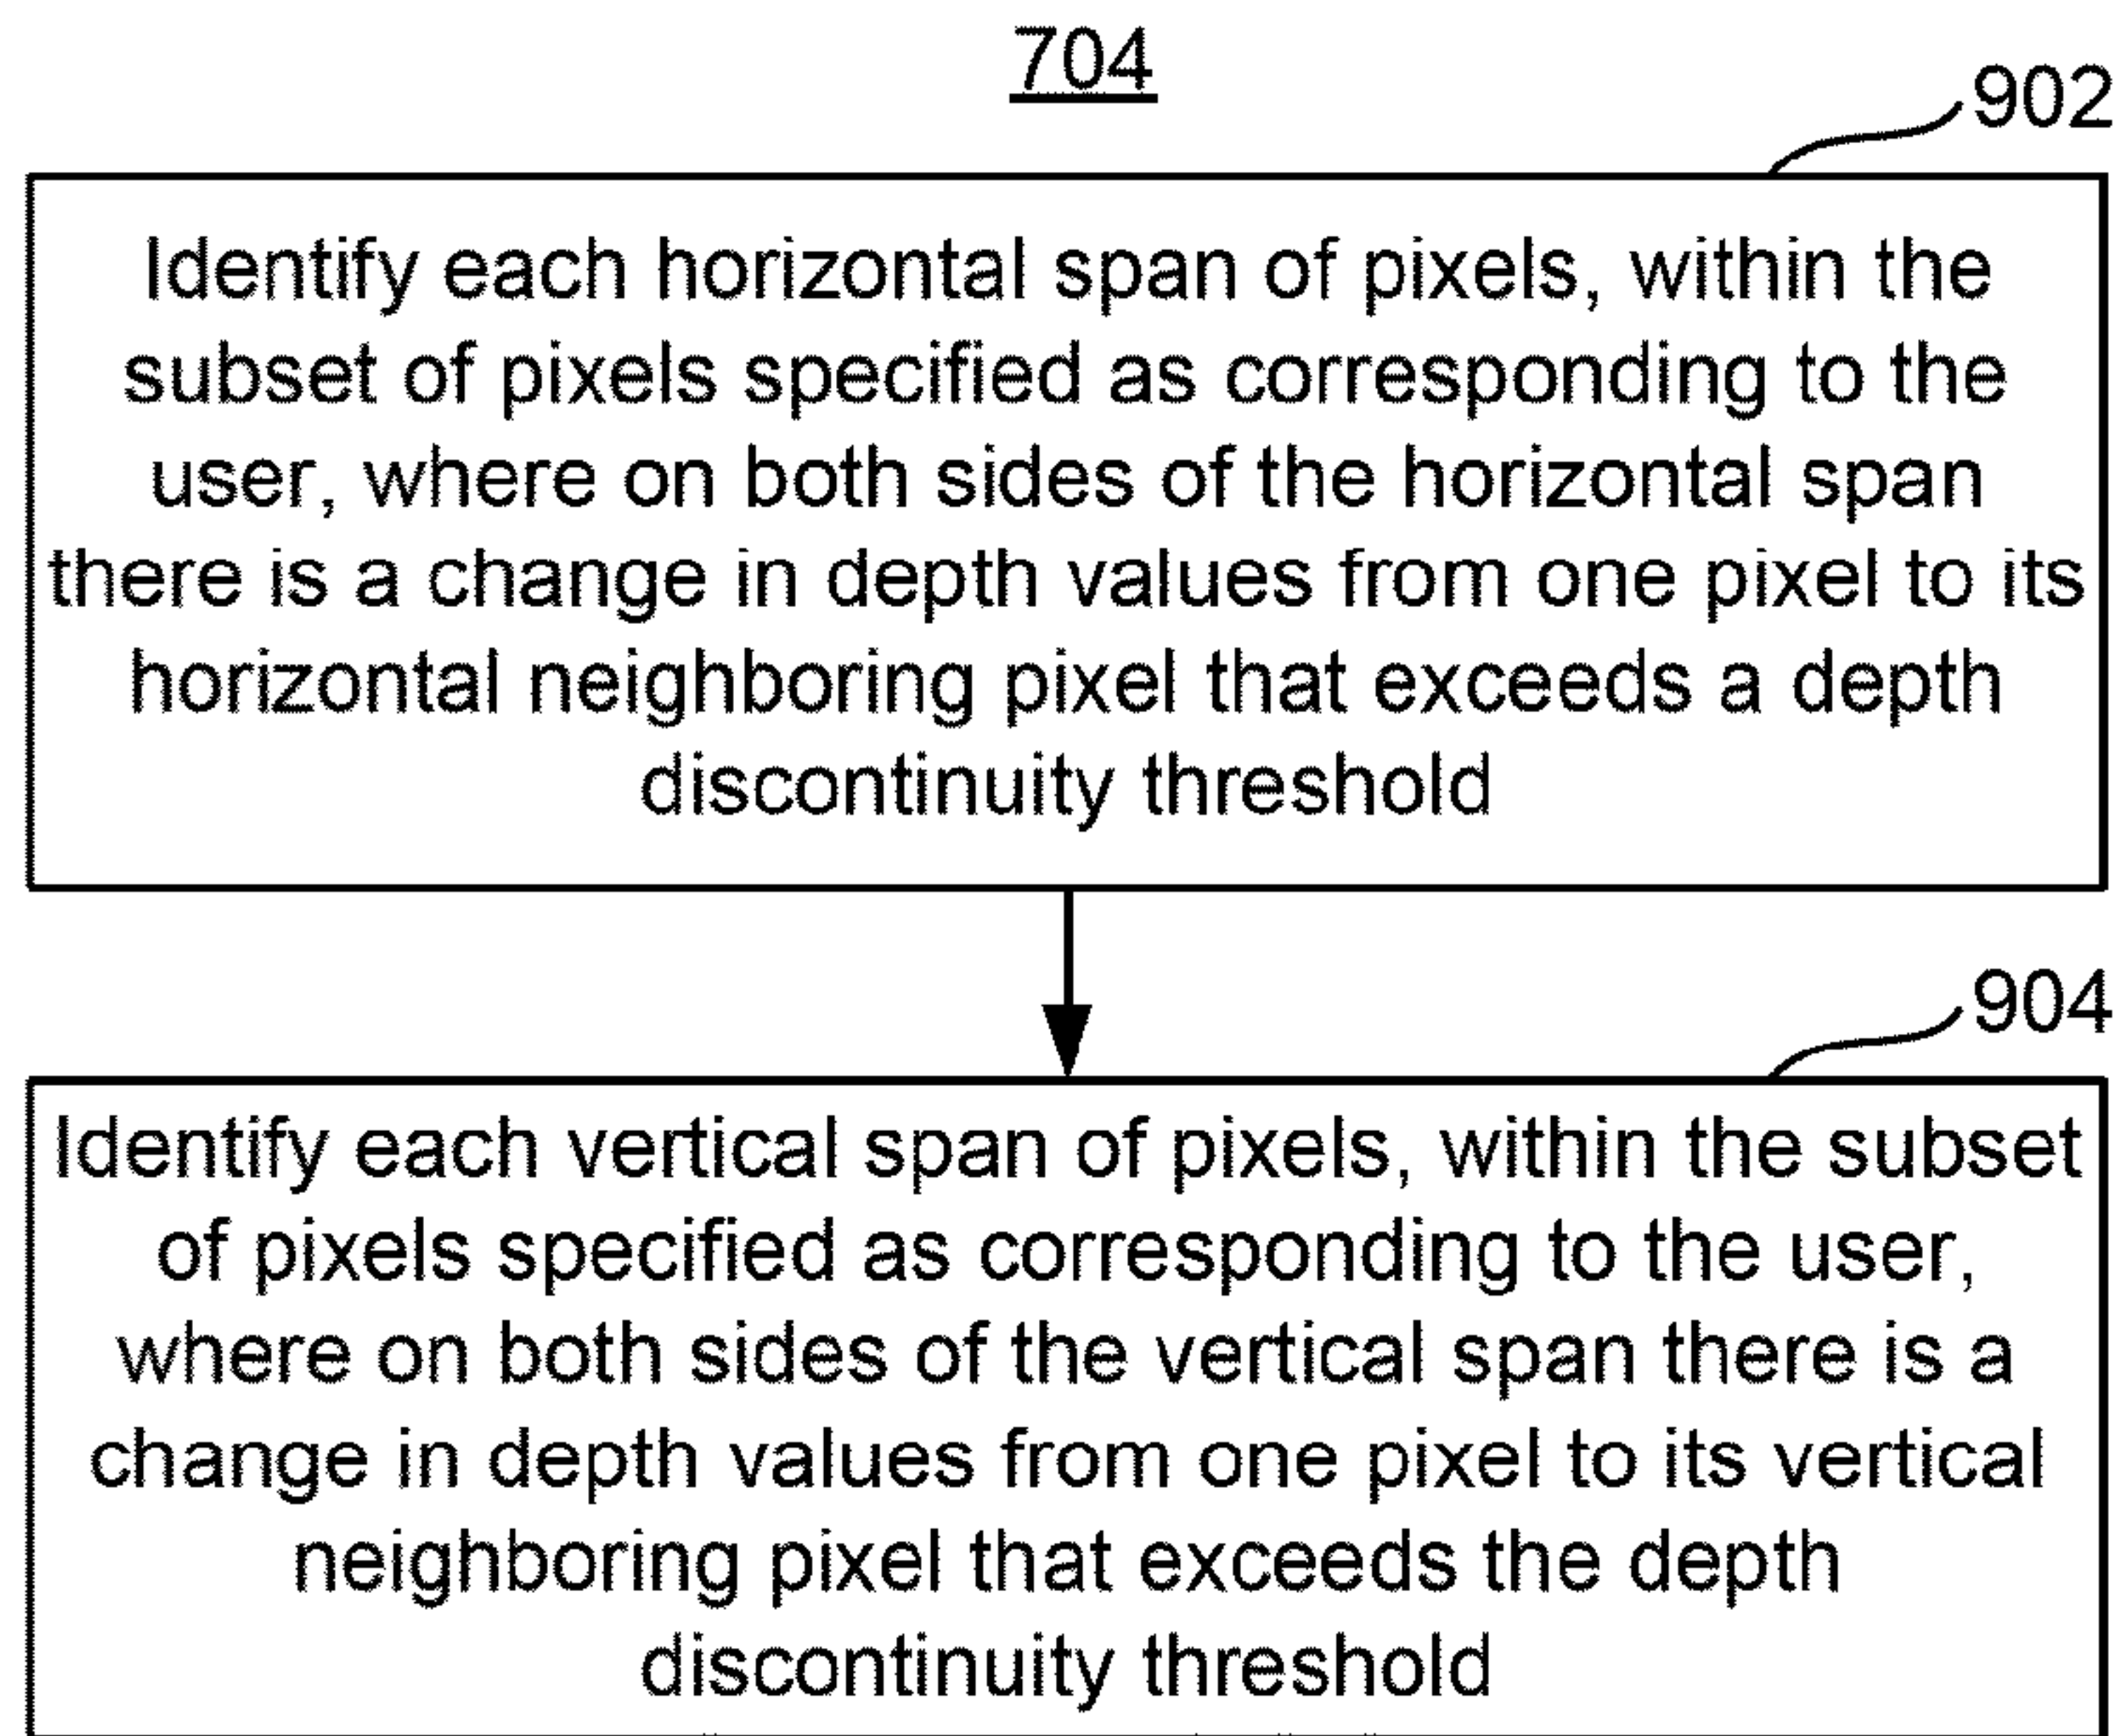 704
902
Identify each horizontal span of pixels, within the
subset of pixels specified as corresponding to the
user, where on both sides of the horizontal span
there is a change in depth values from one pixel to its
horizontal neighboring pixel that exceeds a depth
discontinuity threshold
904
Identify each vertical span of pixels, within the subset
of pixels specified as corresponding to the user,
where on both sides of the vertical span there is a
change in depth values from one pixel to its vertical
neighboring pixel that exceeds the depth
discontinuity threshold